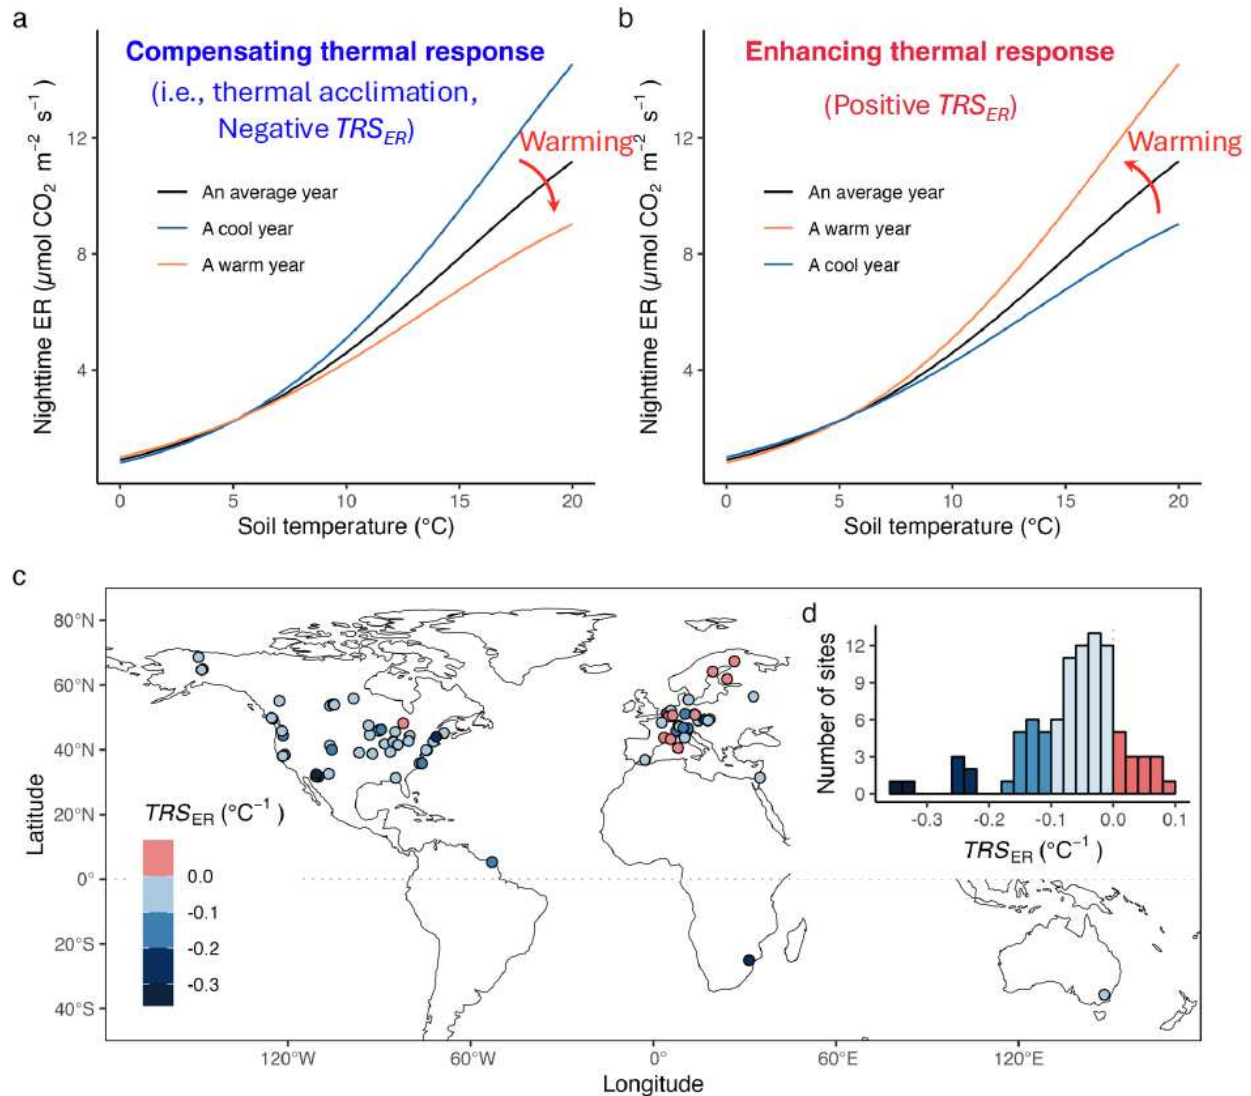 a
Compensating thermal response
(i.e., thermal acclimation,
Negative TRS_ER)
Warming
An average year
A cool year
A warm year
Nighttime ER (μmol CO₂ m⁻² s⁻¹)
12
8
4
0 5 10 15 20
Soil temperature (°C)
b
Enhancing thermal response
(Positive TRS_ER)
Warming
An average year
A warm year
A cool year
Nighttime ER (μmol CO₂ m⁻² s⁻¹)
12
8
4
0 5 10 15 20
Soil temperature (°C)
c
80°N
60°N
40°N
20°N
0°
20°S
40°S
Latitude
TRS_ER (°C⁻¹)
0.0
-0.1
-0.2
-0.3
120°W 60°W 0° 60°E 120°E
Longitude
d
Number of sites
12
9
6
3
0
-0.3 -0.2 -0.1 0.0 0.1
TRS_ER (°C⁻¹)